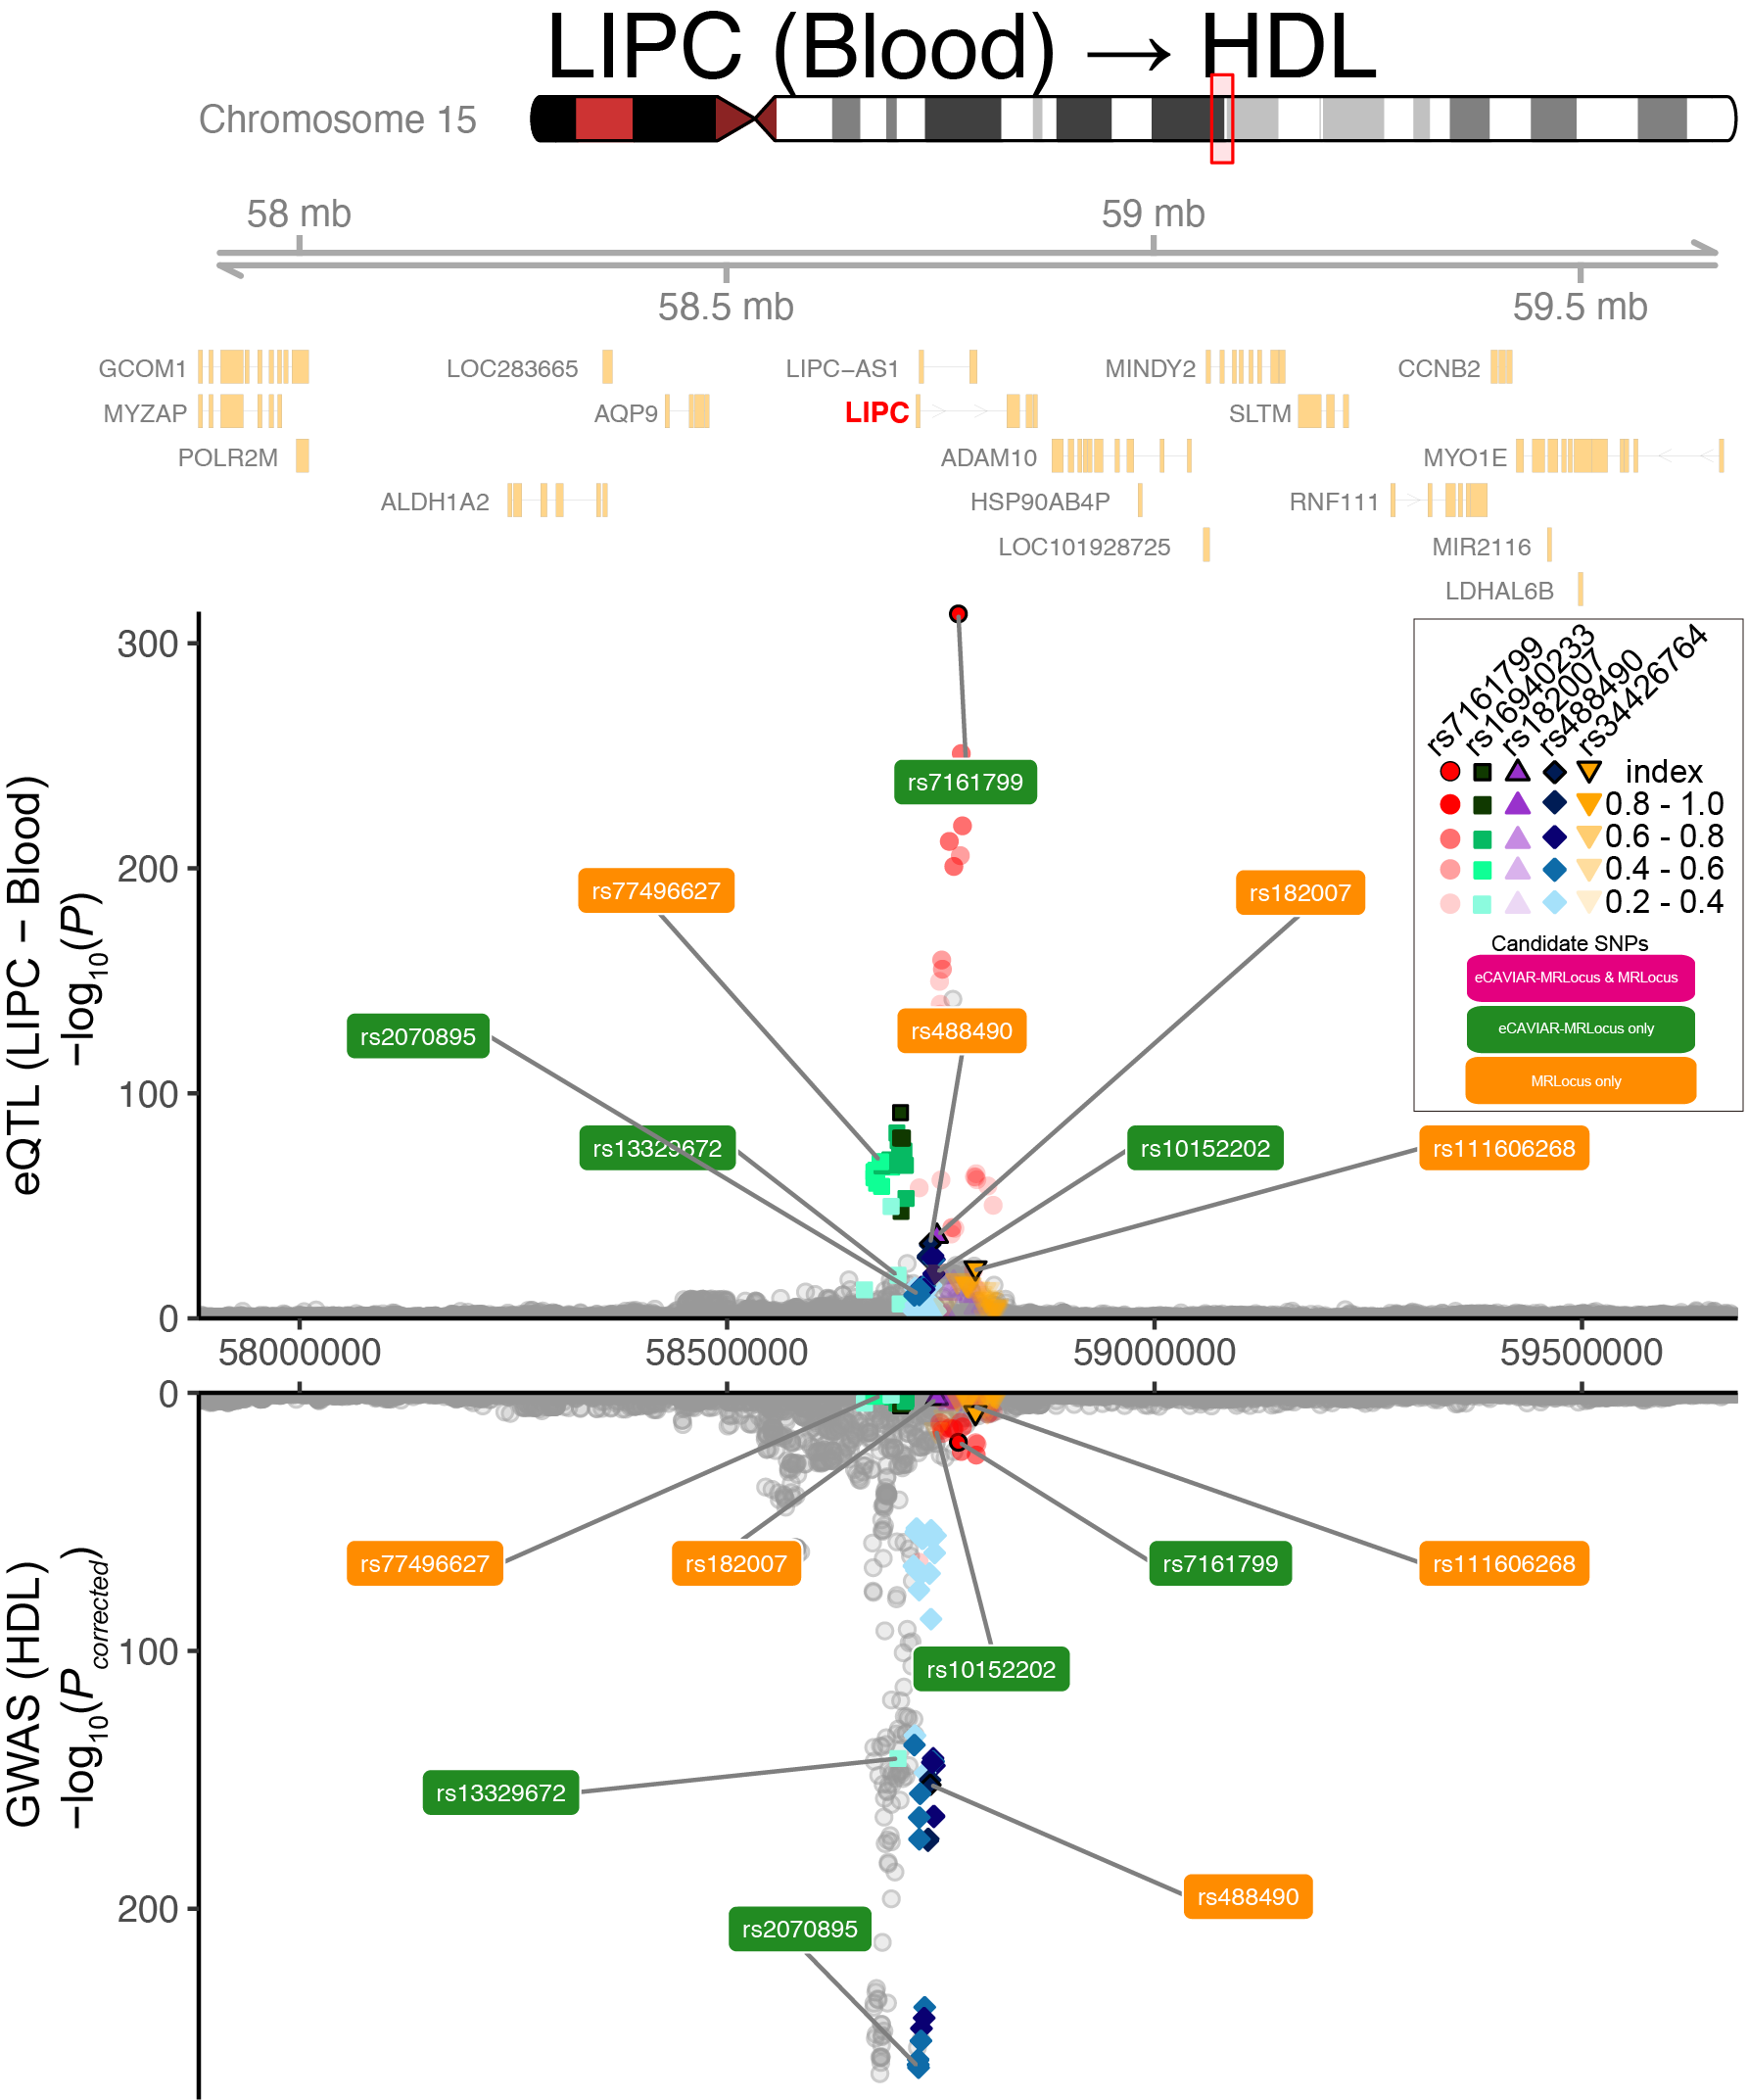 LIPC (Blood) → HDL
Chromosome 15
58 mb
59 mb
58.5 mb
59.5 mb
GCOM1
LOC283665
LIPC−AS1
MINDY2
CCNB2
MYZAP
AQP9
LIPC
SLTM
POLR2M
ADAM10
MYO1E
ALDH1A2
HSP90AB4P
RNF111
LOC101928725
MIR2116
LDHAL6B
eQTL (LIPC − Blood)
−log10(P)
300
200
100
0
rs7161799
rs77496627
rs182007
rs488490
rs2070895
rs13329672
rs10152202
rs111606268
rs7161799
rs16940233
rs182007
rs488490
rs34426764
index
0.8 - 1.0
0.6 - 0.8
0.4 - 0.6
0.2 - 0.4
Candidate SNPs
eCAVIAR-MRLocus & MRLocus
eCAVIAR-MRLocus only
MRLocus only
58000000
58500000
59000000
59500000
GWAS (HDL)
−log10(P corrected)
0
100
200
rs77496627
rs182007
rs7161799
rs111606268
rs10152202
rs13329672
rs488490
rs2070895